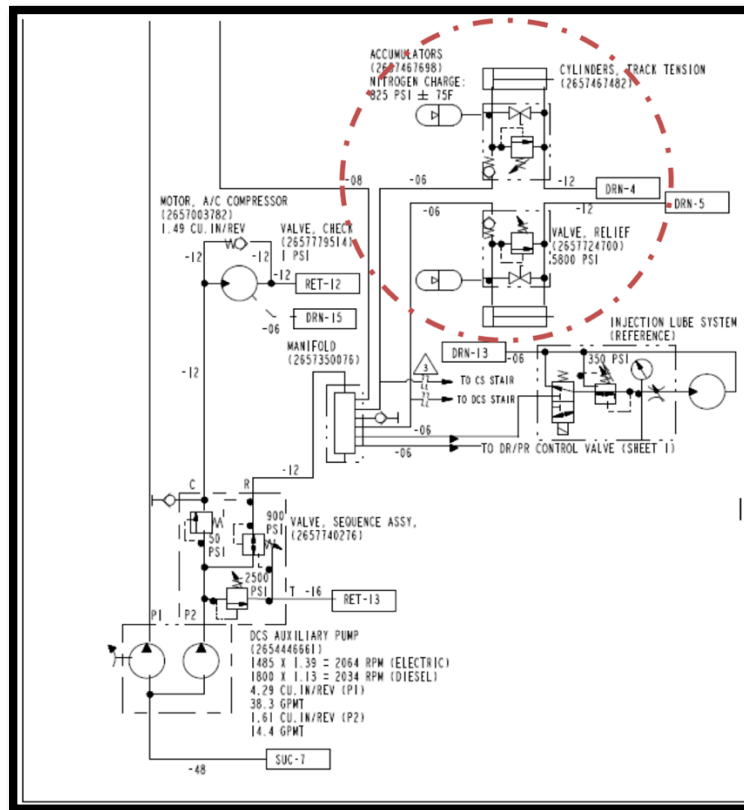 ACCUMULATORS
(2657467698)
NITROGEN CHARGE:
825 PSI ± 75F
CYLINDERS, TRACK TENSION
(2657467482)
-08
-06
-12
DRN-4
-06
-12
DRN-5
MOTOR, A/C COMPRESSOR
(2657003782)
1.49 CU.IN/REV
VALVE, CHECK
(2657779514)
1 PSI
VALVE, RELIEF
(2657724700)
5800 PSI
-12
-12
-12
RET-12
-06
DRN-15
INJECTION LUBE SYSTEM
(REFERENCE)
MANIFOLD
(2657350076)
DRN-13
-06
350 PSI
3
TO CS STAIR
TO DCS STAIR
-12
-06
-06
TO DR/PR CONTROL VALVE (SHEET 1)
-12
C
R
900
PSI
VALVE, SEQUENCE ASSY,
(2657740276)
50
PSI
2500
PSI
T
-16
RET-13
P1
P2
DCS AUXILIARY PUMP
(2654446661)
1485 X 1.39 = 2064 RPM (ELECTRIC)
1800 X 1.13 = 2034 RPM (DIESEL)
4.29 CU.IN/REV (P1)
38.3 GPMT
1.61 CU.IN/REV (P2)
14.4 GPMT
SUC-7
-48